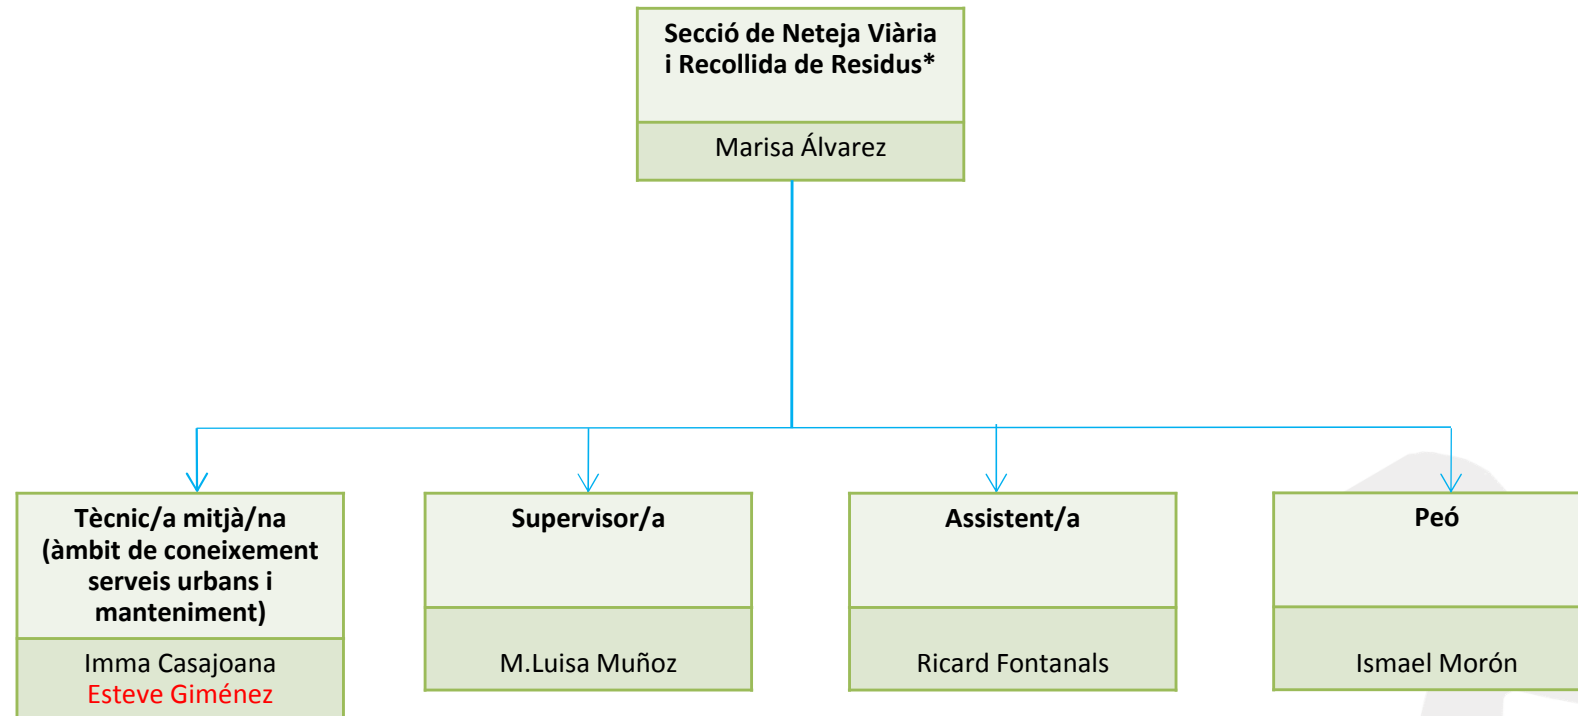 Secció de Neteja Viària
i Recollida de Residus*
Marisa Álvarez
Tècnic/a mitjà/na
(àmbit de coneixement
serveis urbans i
manteniment)
Imma Casajoana
Esteve Giménez
Supervisor/a
M.Luisa Muñoz
Assistent/a
Ricard Fontanals
Peó
Ismael Morón